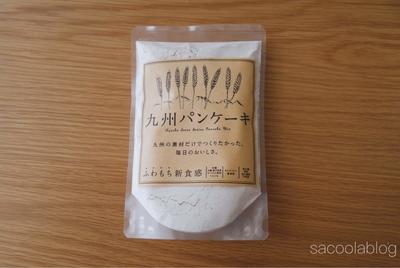 九州パンケーキ
Kyushu Seven Grains Pancake Mix
九州の素材だけでつくりたかった、
毎日のおいしさ。
ふわもち新食感
sacoolablog